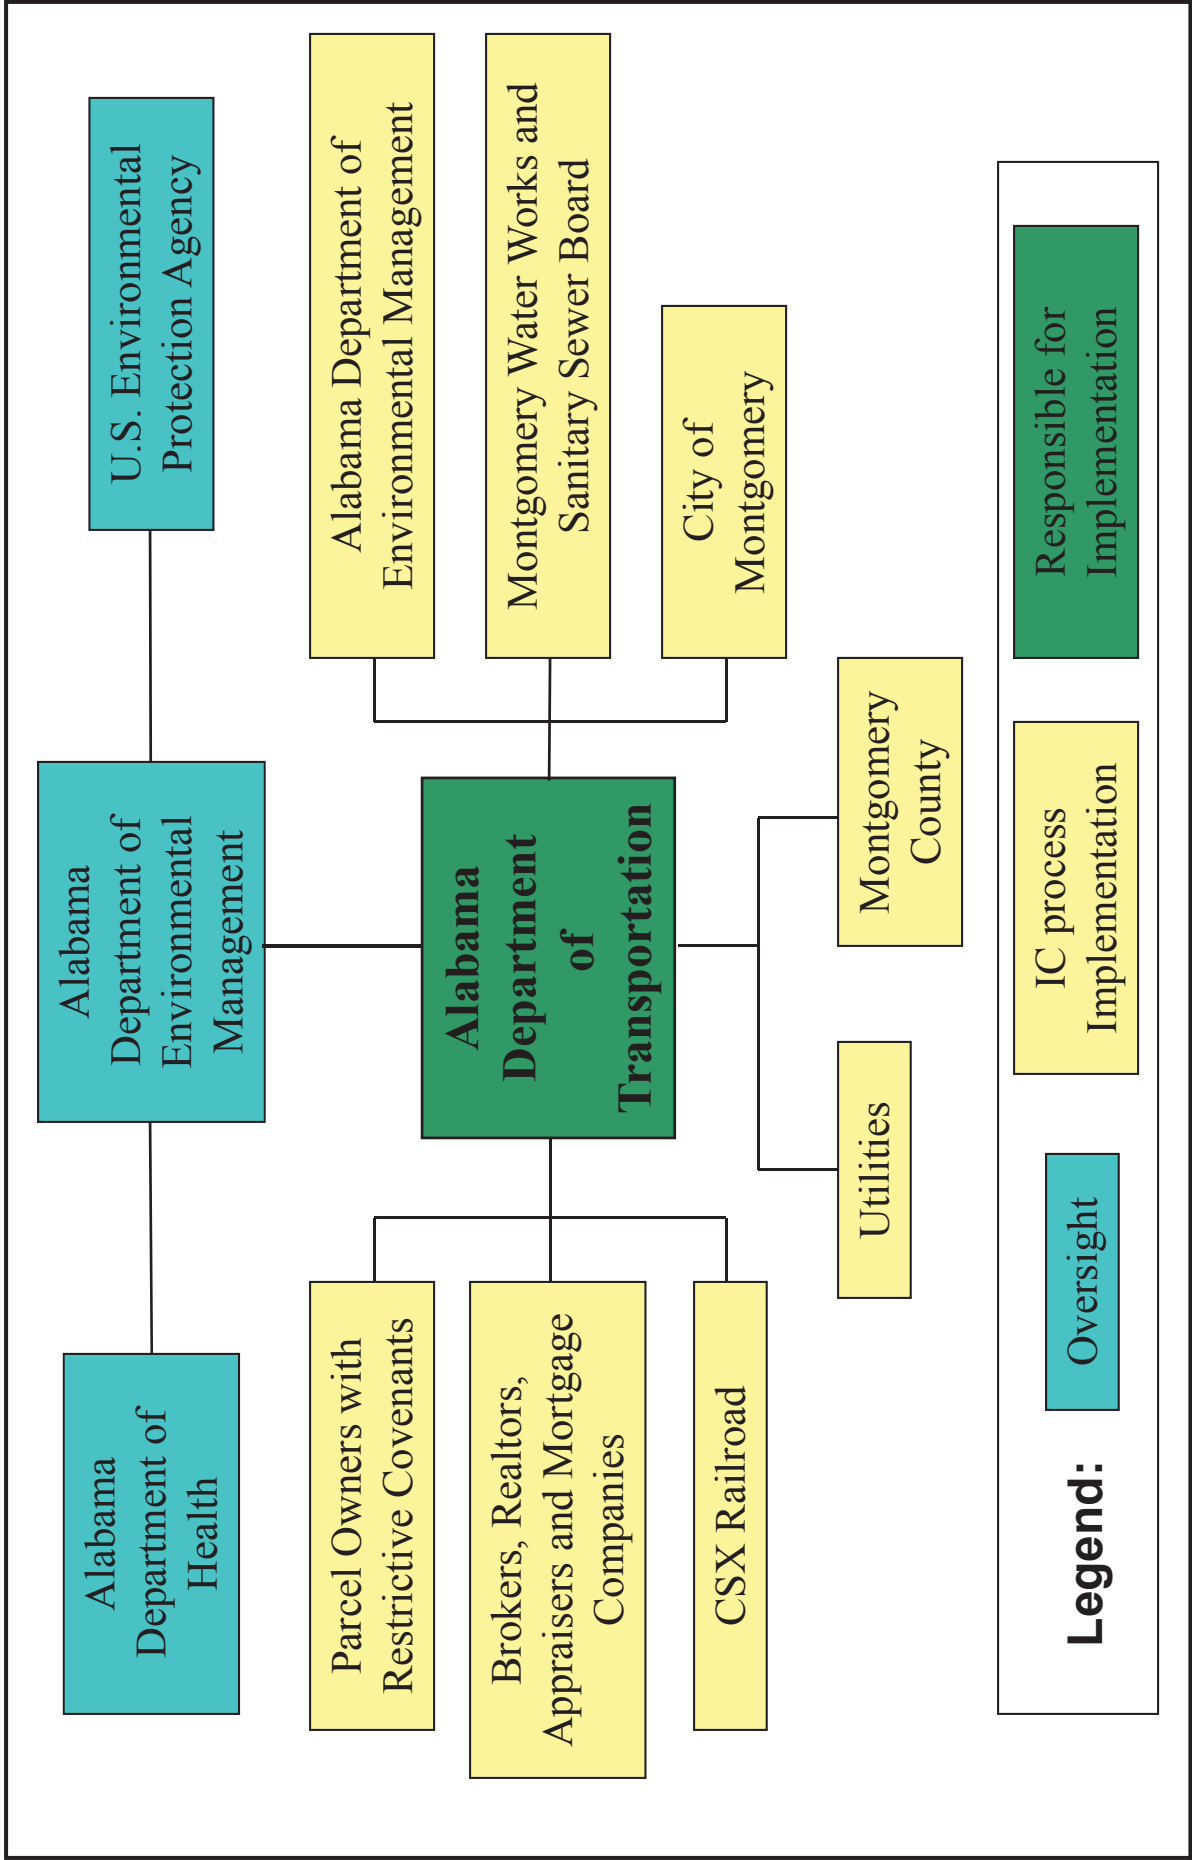 Alabama
Department of
Health
Alabama
Department of
Environmental
Management
U.S. Environmental
Protection Agency
Parcel Owners with
Restrictive Covenants
Brokers, Realtors,
Appraisers and Mortgage
Companies
CSX Railroad
Alabama
Department
of
Transportation
Alabama Department of
Environmental Management
Montgomery Water Works and
Sanitary Sewer Board
City of
Montgomery
Utilities
Montgomery
County
Legend:
Oversight
IC process
Implementation
Responsible for
Implementation